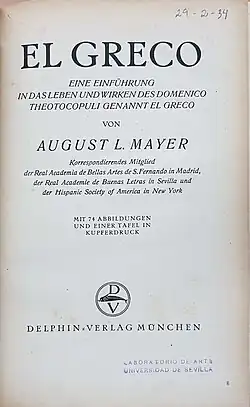 29-2-34
EL GRECO
EINE EINFÜHRUNG
IN DAS LEBEN UND WIRKEN DES DOMENICO
THEOTOCOPULI GENANNT EL GRECO
VON
AUGUST L. MAYER
Korrespondierendes Mitglied
der Real Academia de Bellas Artes de S. Fernando in Madrid,
der Real Academie de Buenas Letras in Sevilla und
der Hispanic Society of America in New York
MIT 74 ABBILDUNGEN
UND EINER TAFEL IN
KUPFERDRUCK
D V
DELPHIN-VERLAG MÜNCHEN
LABORATORIO DE ARTE
UNIVERSIDAD DE SEVILLA